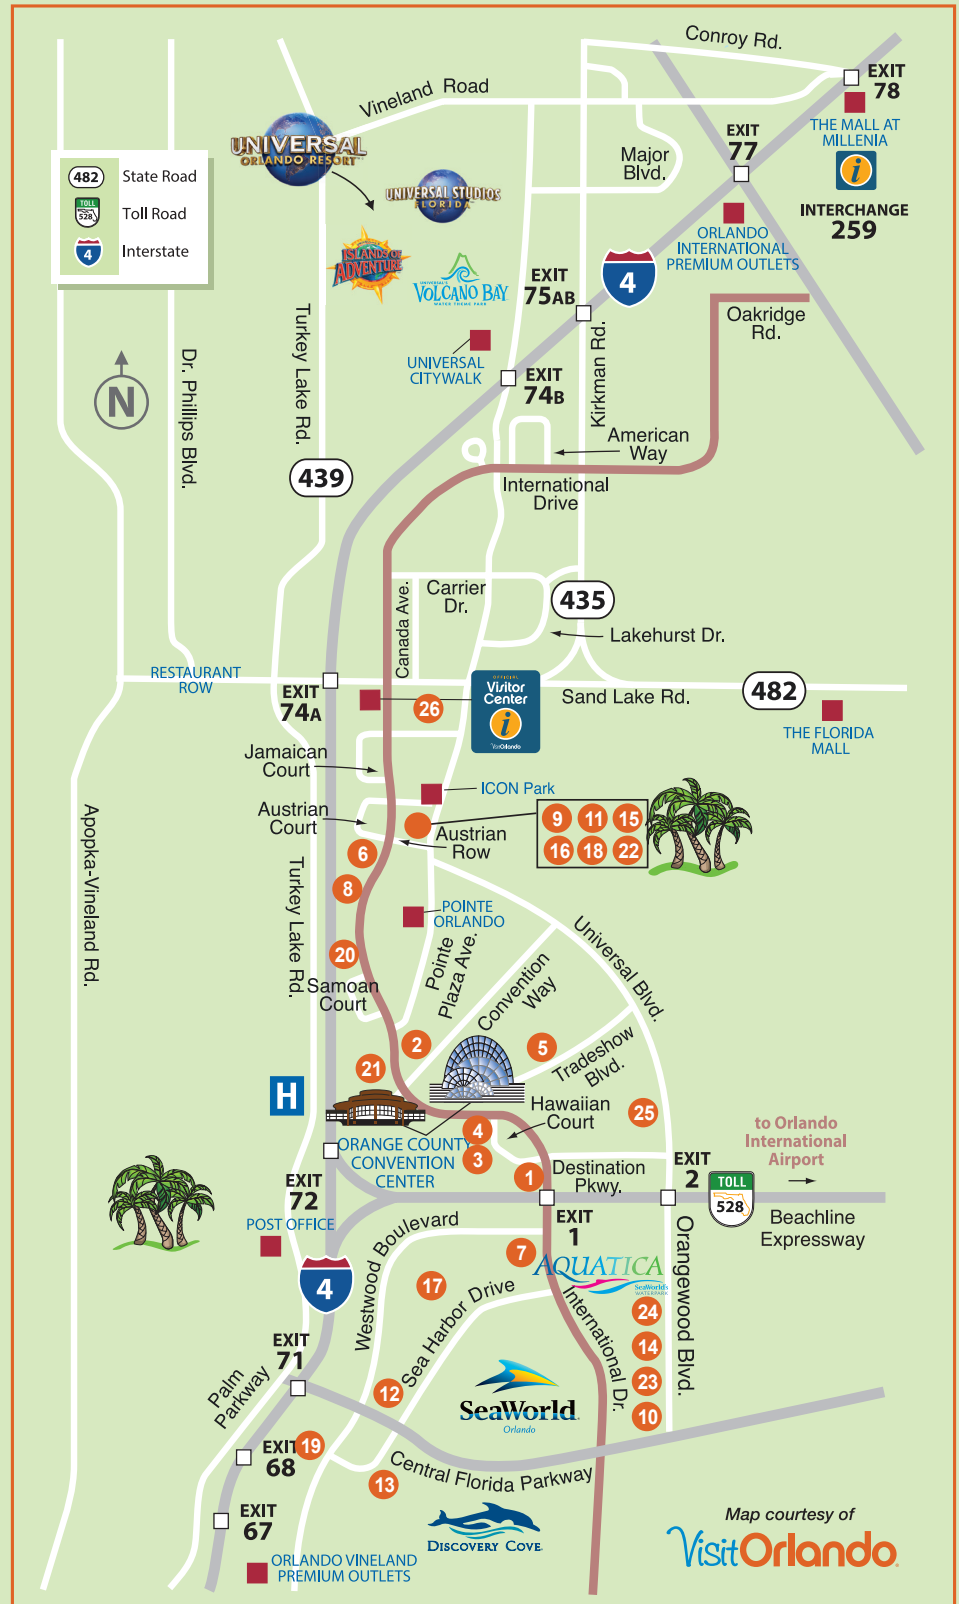 Conroy Rd.
EXIT
78
Vineland Road
THE MALL AT
MILLENIA
i
INTERCHANGE
259
EXIT
77
Major
Blvd.
UNIVERSAL
ORLANDO RESORT
482 State Road
TOLL
528 Toll Road
4 Interstate
UNIVERSAL STUDIOS
FLORIDA
ORLANDO
INTERNATIONAL
PREMIUM OUTLETS
ISLANDS OF
ADVENTURE
UNIVERSAL'S
VOLCANO BAY
WATER THEME PARK
EXIT
75AB
4
Oakridge
Rd.
Turkey Lake Rd.
Dr. Phillips Blvd.
N
UNIVERSAL
CITYWALK
EXIT
74B
Kirkman Rd.
American
Way
439
International
Drive
Canada Ave.
Carrier
Dr.
435
Lakehurst Dr.
RESTAURANT
ROW
EXIT
74A
26
OFFICIAL
Visitor
Center
i
VisitOrlando
Sand Lake Rd.
482
THE FLORIDA
MALL
Jamaican
Court
ICON Park
Austrian
Court
Austrian
Row
9 11 15
16 18 22
6
8
Apopka-Vineland Rd.
Turkey Lake Rd.
POINTE
ORLANDO
20
Samoan
Court
Pointe
Plaza Ave.
Convention
Way
Universal Blvd.
2
5
Tradeshow
Blvd.
21
H
Hawaiian
Court
25
4
3
ORANGE COUNTY
CONVENTION
CENTER
to Orlando
International
Airport
1
Destination
Pkwy.
EXIT
2
TOLL
528
EXIT
72
POST OFFICE
EXIT
1
Beachline
Expressway
4
Westwood Boulevard
7
AQUATICA
SeaWorld's
WATERPARK
17
Sea Harbor Drive
International Dr.
Orangewood Blvd.
24
14
23
10
EXIT
71
Palm
Parkway
12
SeaWorld
Orlando
EXIT
68
19
13
Central Florida Parkway
EXIT
67
DISCOVERY COVE
Map courtesy of
VisitOrlando
ORLANDO VINELAND
PREMIUM OUTLETS